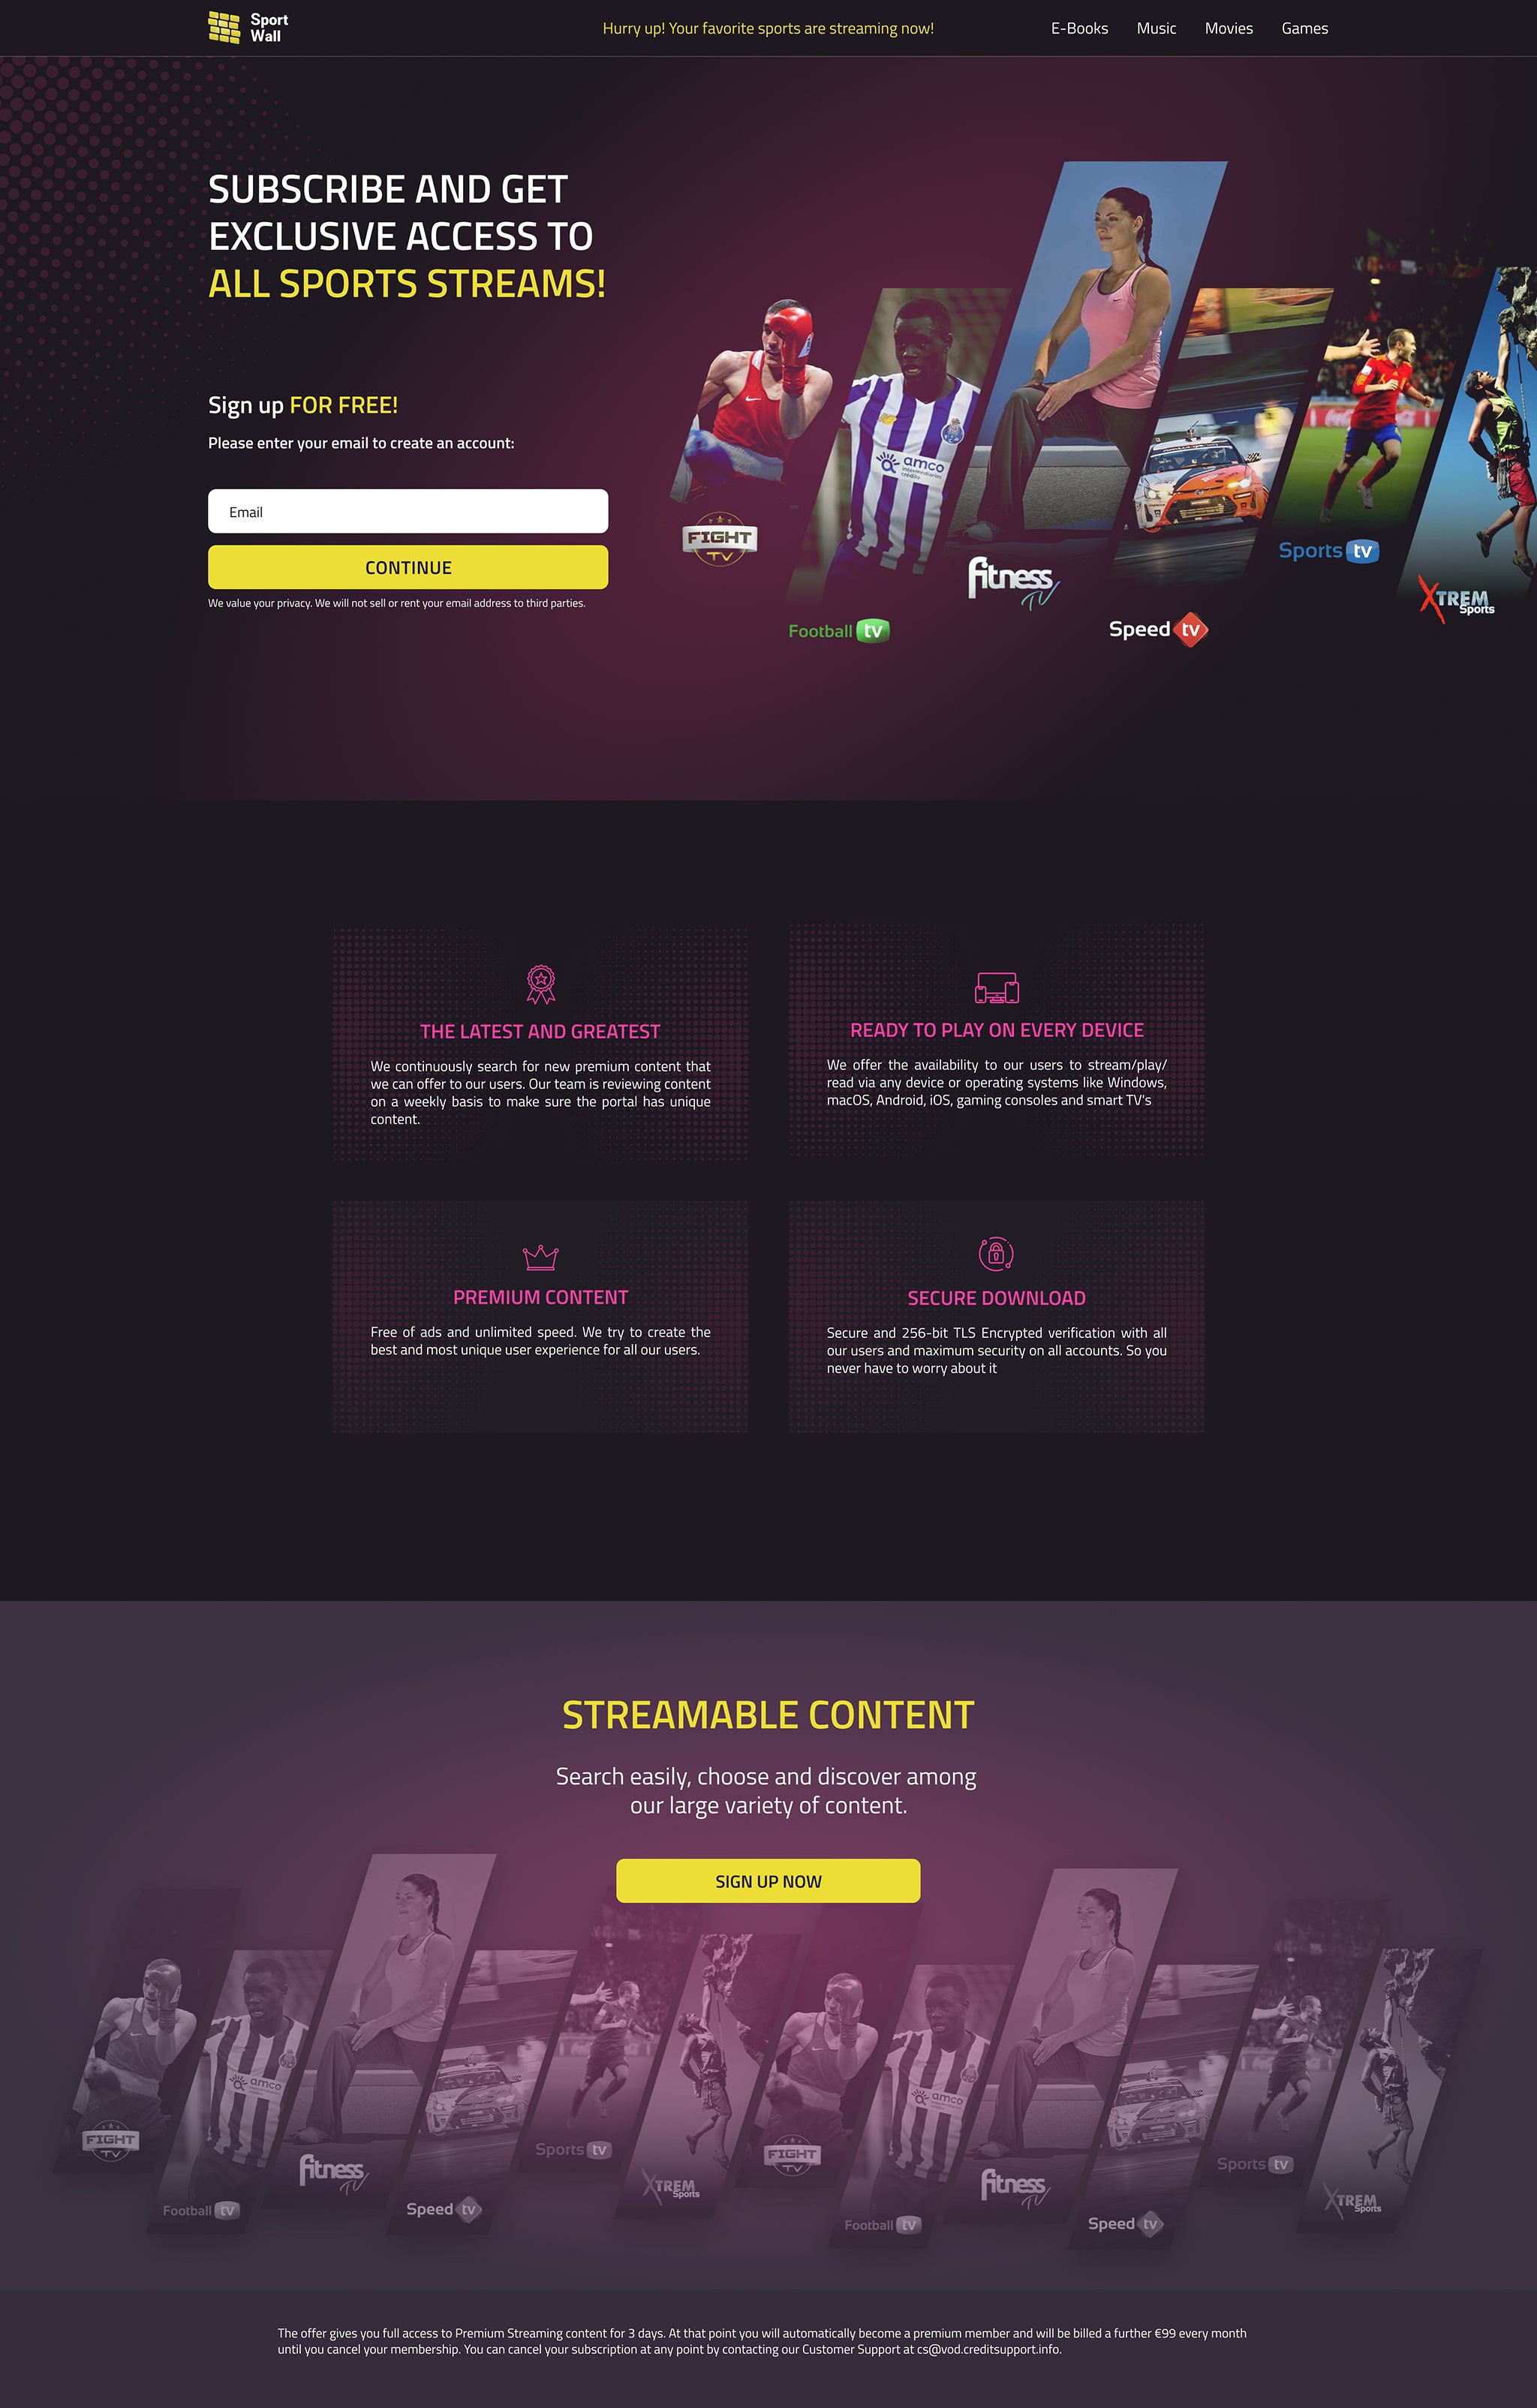 Sport
Wall
Hurry up! Your favorite sports are streaming now!
E-Books
Music
Movies
Games
SUBSCRIBE AND GET
EXCLUSIVE ACCESS TO
ALL SPORTS STREAMS!
Sign up FOR FREE!
Please enter your email to create an account:
Email
CONTINUE
We value your privacy. We will not sell or rent your email address to third parties.
amco
intermediarios
crédito
FIGHT
TV
Football tv
fitness
TV
Speed tv
Sports tv
XTREM
Sports
THE LATEST AND GREATEST
We continuously search for new premium content that
we can offer to our users. Our team is reviewing content
on a weekly basis to make sure the portal has unique
content.
READY TO PLAY ON EVERY DEVICE
We offer the availability to our users to stream/play/
read via any device or operating systems like Windows,
macOS, Android, iOS, gaming consoles and smart TV's
PREMIUM CONTENT
Free of ads and unlimited speed. We try to create the
best and most unique user experience for all our users.
SECURE DOWNLOAD
Secure and 256-bit TLS Encrypted verification with all
our users and maximum security on all accounts. So you
never have to worry about it
STREAMABLE CONTENT
Search easily, choose and discover among
our large variety of content.
SIGN UP NOW
amco
FIGHT
TV
Football tv
fitness
TV
Speed tv
Sports tv
XTREM
Sports
amco
FIGHT
TV
Football tv
fitness
TV
Speed tv
Sports tv
XTREM
Sports
The offer gives you full access to Premium Streaming content for 3 days. At that point you will automatically become a premium member and will be billed a further €99 every month
until you cancel your membership. You can cancel your subscription at any point by contacting our Customer Support at cs@vod.creditsupport.info.